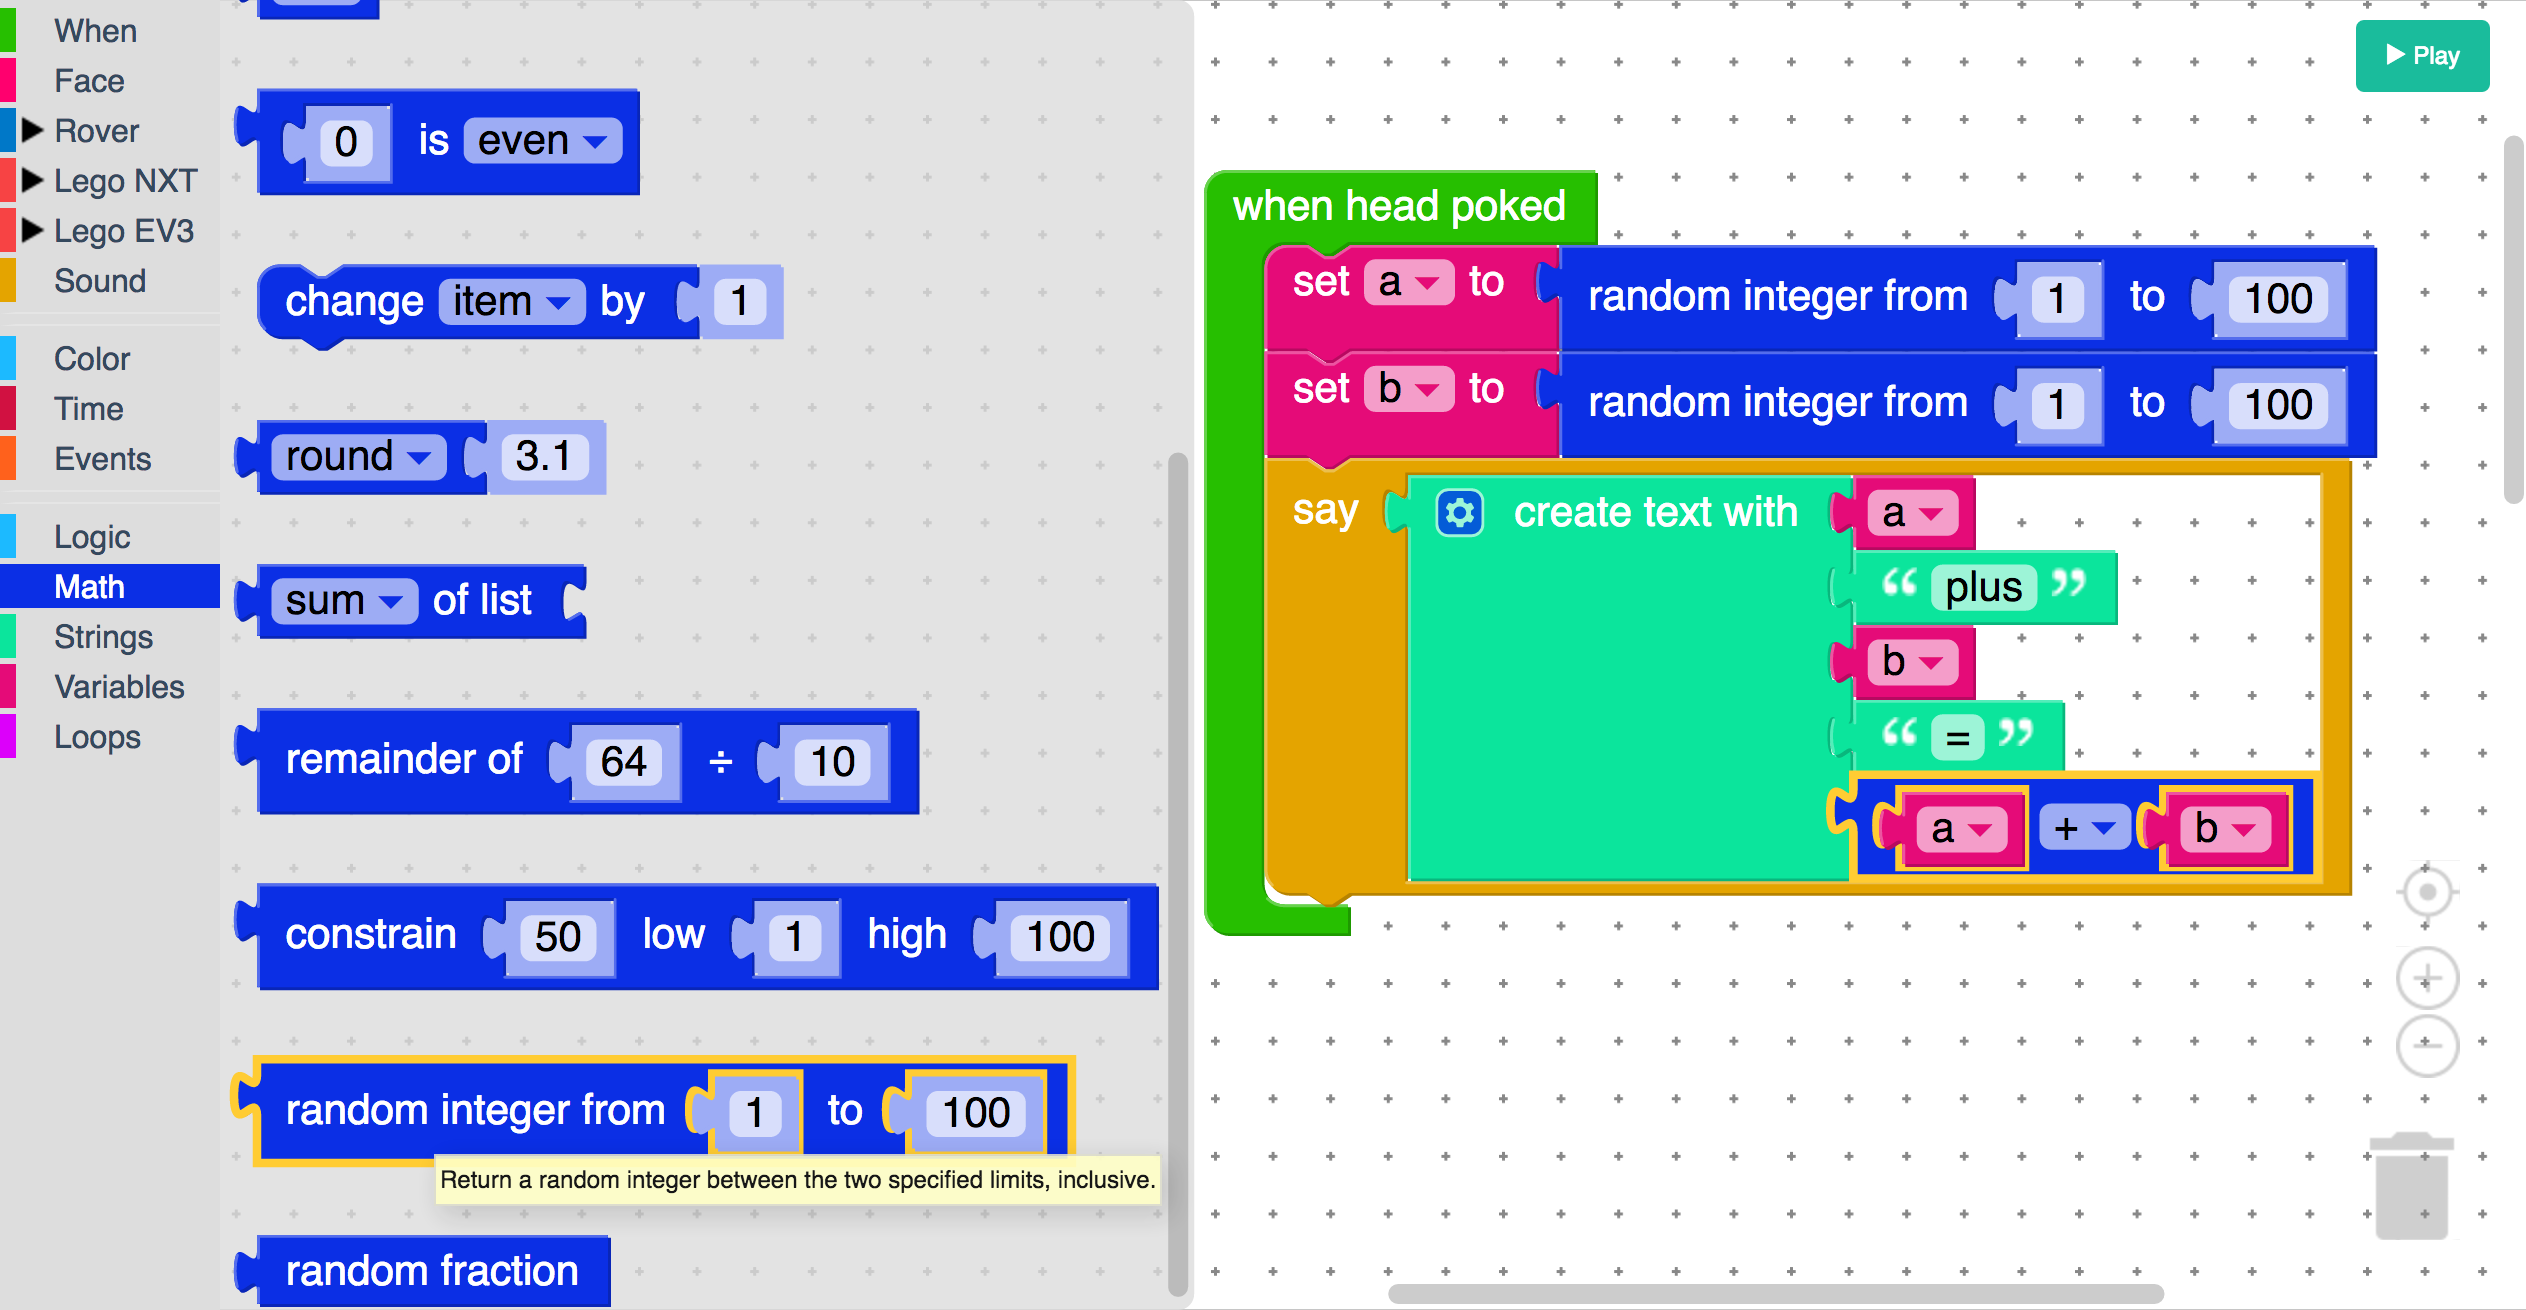 When
Face
Rover
Lego NXT
Lego EV3
Sound
Color
Time
Events
Logic
Math
Strings
Variables
Loops
0 is even
change item by 1
round 3.1
sum of list
remainder of 64 ÷ 10
constrain 50 low 1 high 100
random integer from 1 to 100
Return a random integer between the two specified limits, inclusive.
random fraction
Play
when head poked
set a to random integer from 1 to 100
set b to random integer from 1 to 100
say create text with a
“ plus ”
b
“ = ”
a + b